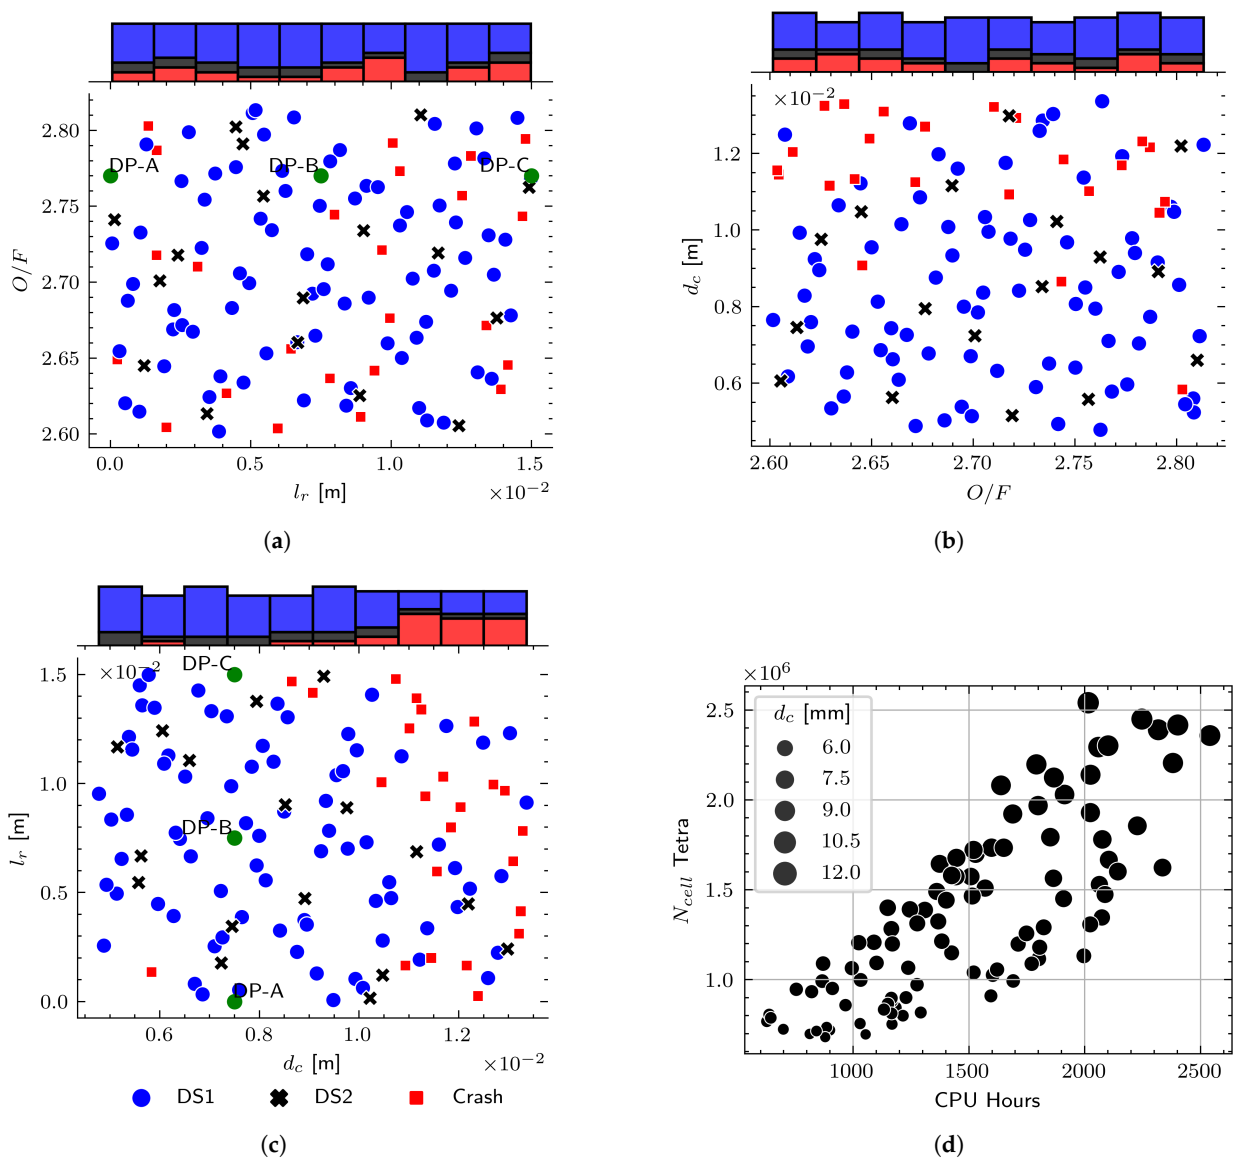 O/F
2.80
2.75
2.70
2.65
2.60
DP-A
DP-B
DP-C
0.0
0.5
1.0
1.5
l_r [m]
×10⁻²
(a)
×10⁻²
d_c [m]
1.2
1.0
0.8
0.6
2.60
2.65
2.70
2.75
2.80
O/F
(b)
×10⁻²
l_r [m]
1.5
1.0
0.5
0.0
DP-C
DP-B
DP-A
0.6
0.8
1.0
1.2
d_c [m]
×10⁻²
DS1
DS2
Crash
(c)
×10⁶
N_cell Tetra
2.5
2.0
1.5
1.0
d_c [mm]
6.0
7.5
9.0
10.5
12.0
1000
1500
2000
2500
CPU Hours
(d)